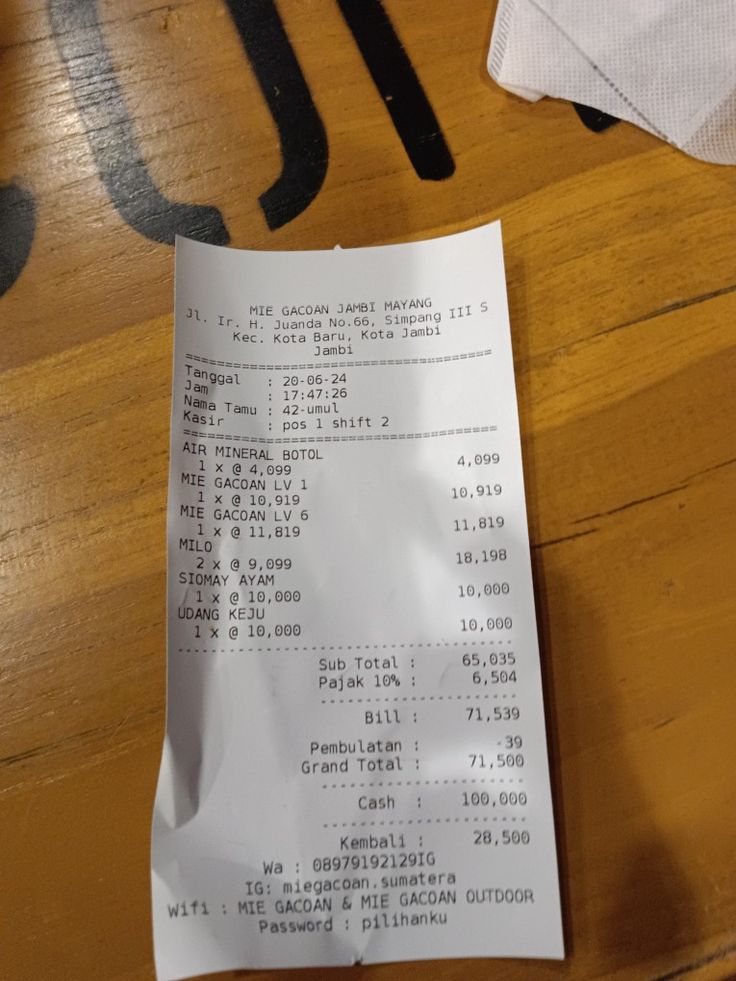 MIE GACOAN JAMBI MAYANG
Jl. Ir. H. Juanda No.66, Simpang III S
Kec. Kota Baru, Kota Jambi
Jambi
======================================
Tanggal : 20-06-24
Jam : 17:47:26
Nama Tamu : 42-umul
Kasir : pos 1 shift 2
======================================
AIR MINERAL BOTOL
1 x @ 4,099 4,099
MIE GACOAN LV 1
1 x @ 10,919 10,919
MIE GACOAN LV 6
1 x @ 11,819 11,819
MILO
2 x @ 9,099 18,198
SIOMAY AYAM
1 x @ 10,000 10,000
UDANG KEJU
1 x @ 10,000 10,000
--------------------------------------
Sub Total : 65,035
Pajak 10% : 6,504
-----------------------
Bill : 71,539
Pembulatan : -39
Grand Total : 71,500
-----------------------
Cash : 100,000
-----------------------
Kembali : 28,500
Wa : 08979192129IG
IG: miegacoan.sumatera
Wifi : MIE GACOAN & MIE GACOAN OUTDOOR
Password : pilihanku